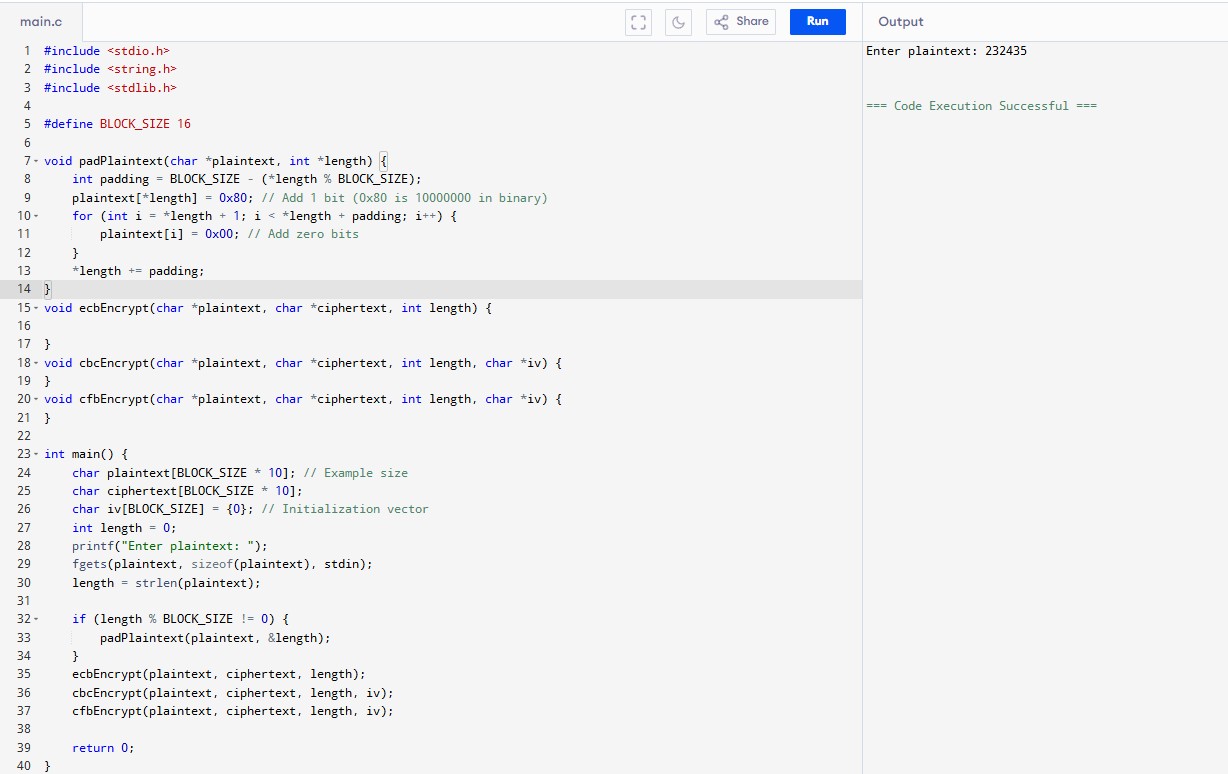 main.c
Share
Run
Output
1 #include <stdio.h>
2 #include <string.h>
3 #include <stdlib.h>
4
5 #define BLOCK_SIZE 16
6
7 void padPlaintext(char *plaintext, int *length) {
8     int padding = BLOCK_SIZE - (*length % BLOCK_SIZE);
9     plaintext[*length] = 0x80; // Add 1 bit (0x80 is 10000000 in binary)
10     for (int i = *length + 1; i < *length + padding; i++) {
11         plaintext[i] = 0x00; // Add zero bits
12     }
13     *length += padding;
14 }
15 void ecbEncrypt(char *plaintext, char *ciphertext, int length) {
16
17 }
18 void cbcEncrypt(char *plaintext, char *ciphertext, int length, char *iv) {
19 }
20 void cfbEncrypt(char *plaintext, char *ciphertext, int length, char *iv) {
21 }
22
23 int main() {
24     char plaintext[BLOCK_SIZE * 10]; // Example size
25     char ciphertext[BLOCK_SIZE * 10];
26     char iv[BLOCK_SIZE] = {0}; // Initialization vector
27     int length = 0;
28     printf("Enter plaintext: ");
29     fgets(plaintext, sizeof(plaintext), stdin);
30     length = strlen(plaintext);
31
32     if (length % BLOCK_SIZE != 0) {
33         padPlaintext(plaintext, &length);
34     }
35     ecbEncrypt(plaintext, ciphertext, length);
36     cbcEncrypt(plaintext, ciphertext, length, iv);
37     cfbEncrypt(plaintext, ciphertext, length, iv);
38
39     return 0;
40 }
Enter plaintext: 232435
=== Code Execution Successful ===